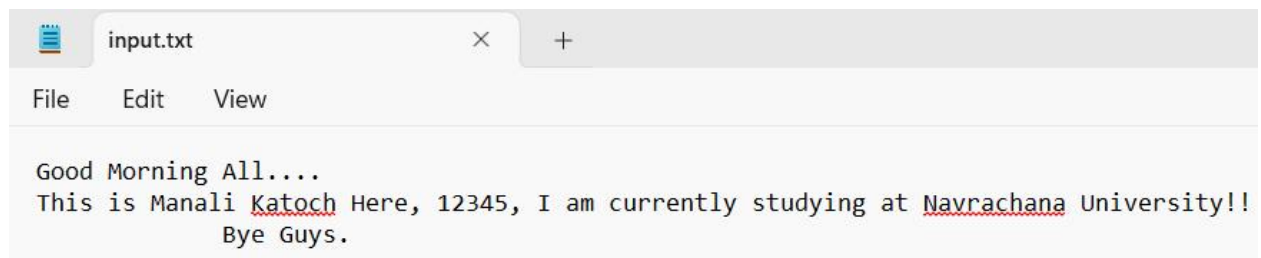 input.txt × +
File Edit View
Good Morning All....
This is Manali Katoch Here, 12345, I am currently studying at Navrachana University!!
Bye Guys.